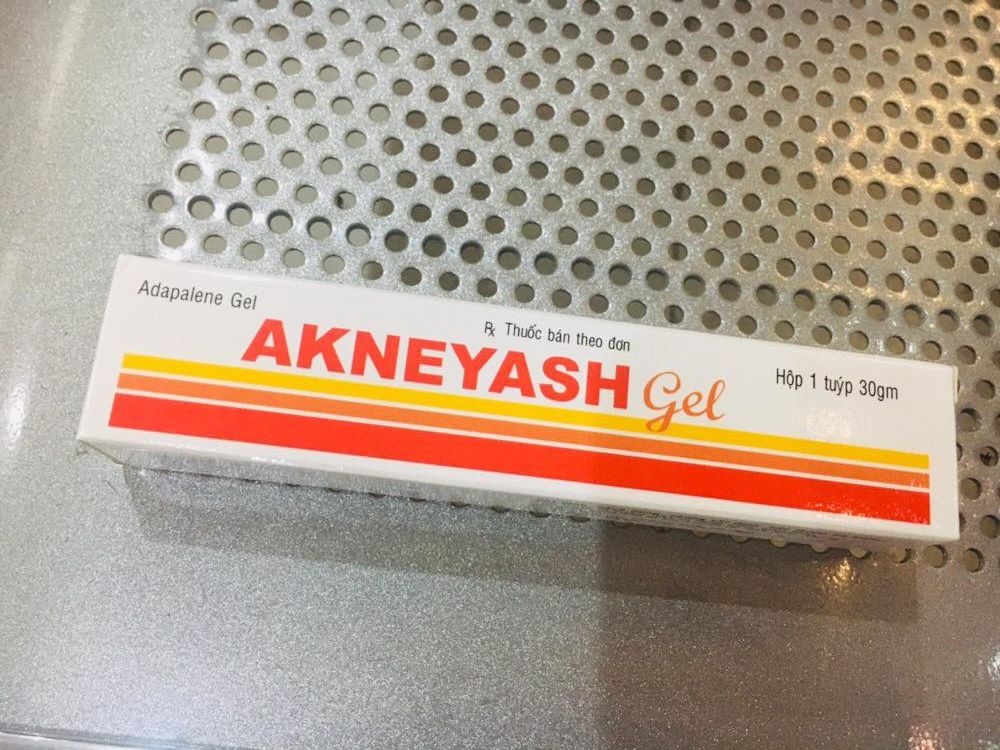 Adapalene Gel
℞ Thuốc bán theo đơn
AKNEYASH Gel
Hộp 1 tuýp 30gm